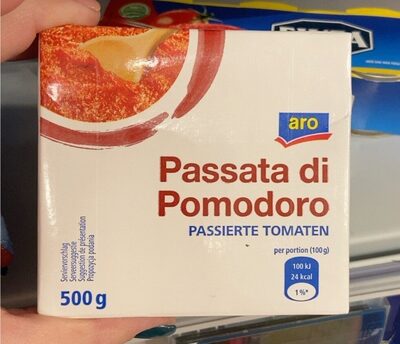 aro
Passata di
Pomodoro
PASSIERTE TOMATEN
per portion (100g)
100 kJ
24 kcal
1 %*
Serviervorschlag
Serveersuggestie
Suggestion de présentation
Propozycja podania
500 g